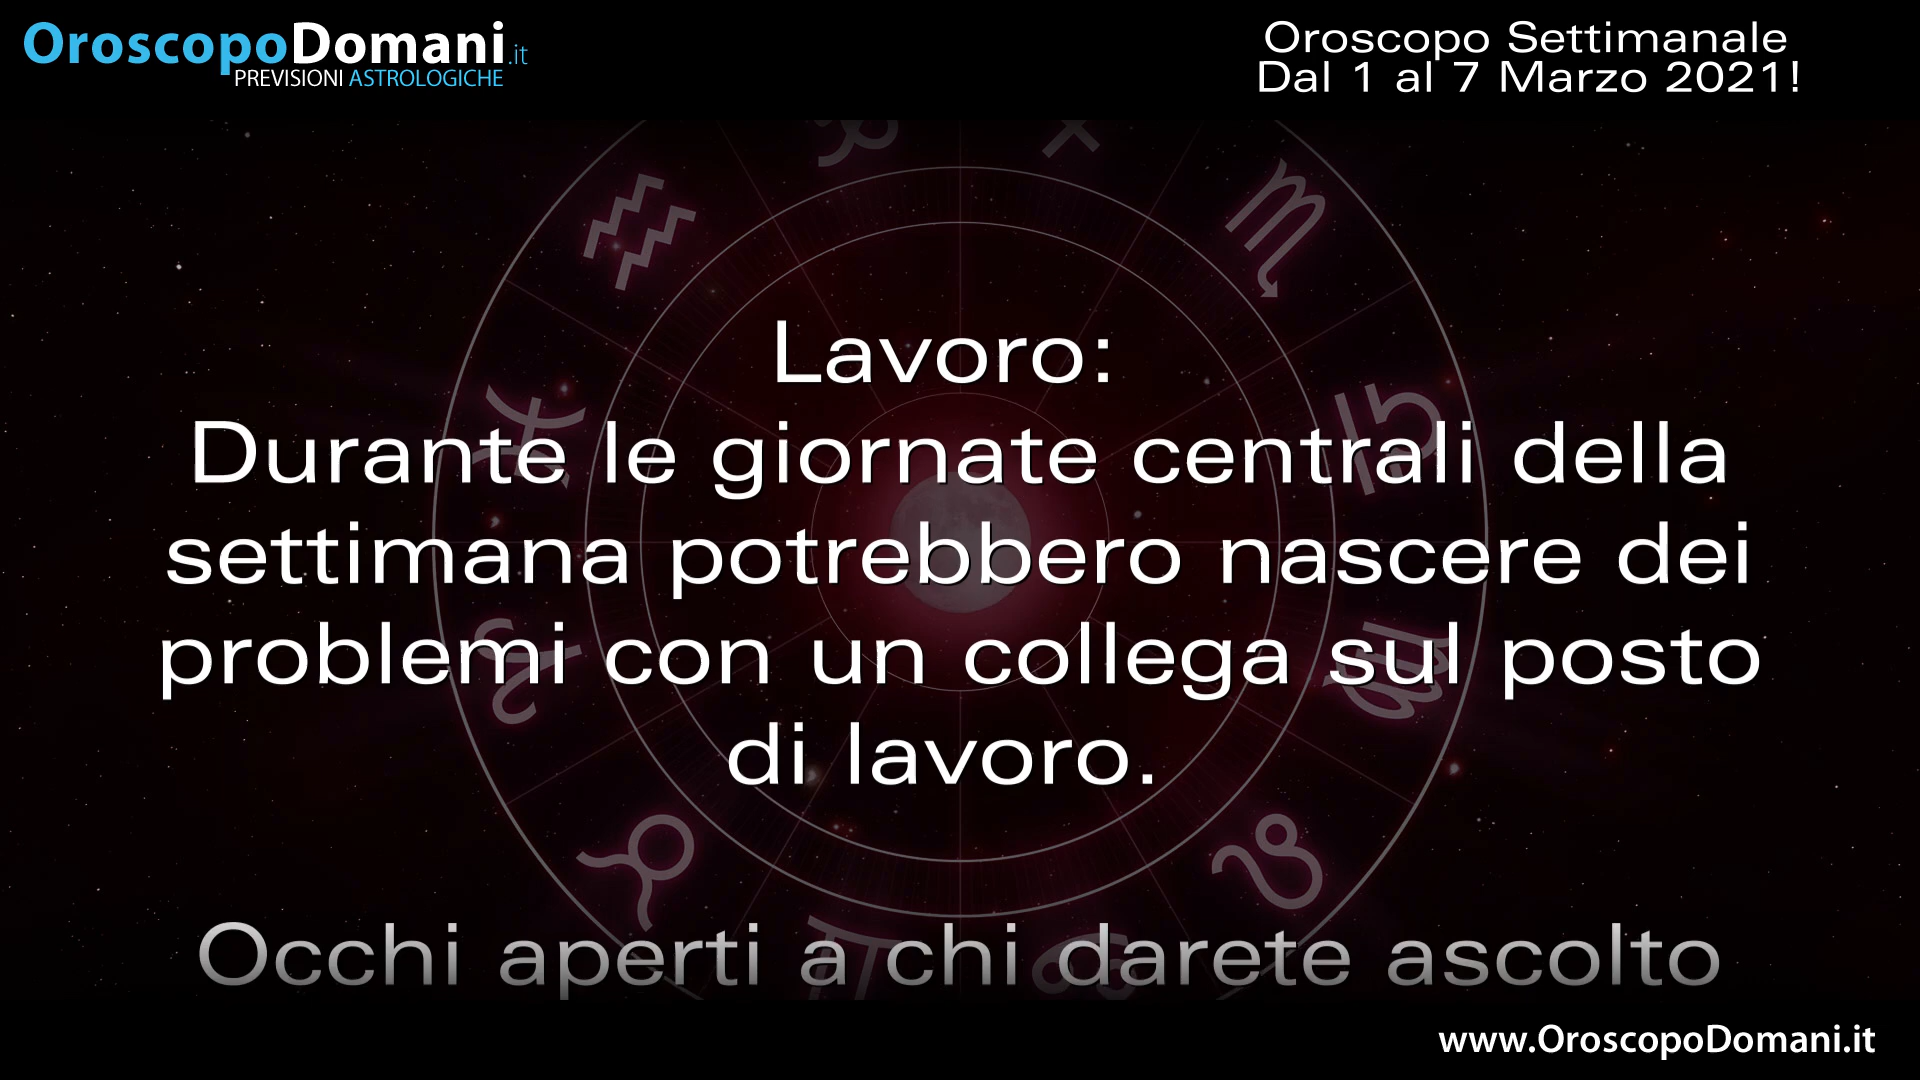 OroscopoDomani.it
PREVISIONI ASTROLOGICHE
Oroscopo Settimanale
Dal 1 al 7 Marzo 2021!
Lavoro:
Durante le giornate centrali della
settimana potrebbero nascere dei
problemi con un collega sul posto
di lavoro.
Occhi aperti a chi darete ascolto
www.OroscopoDomani.it